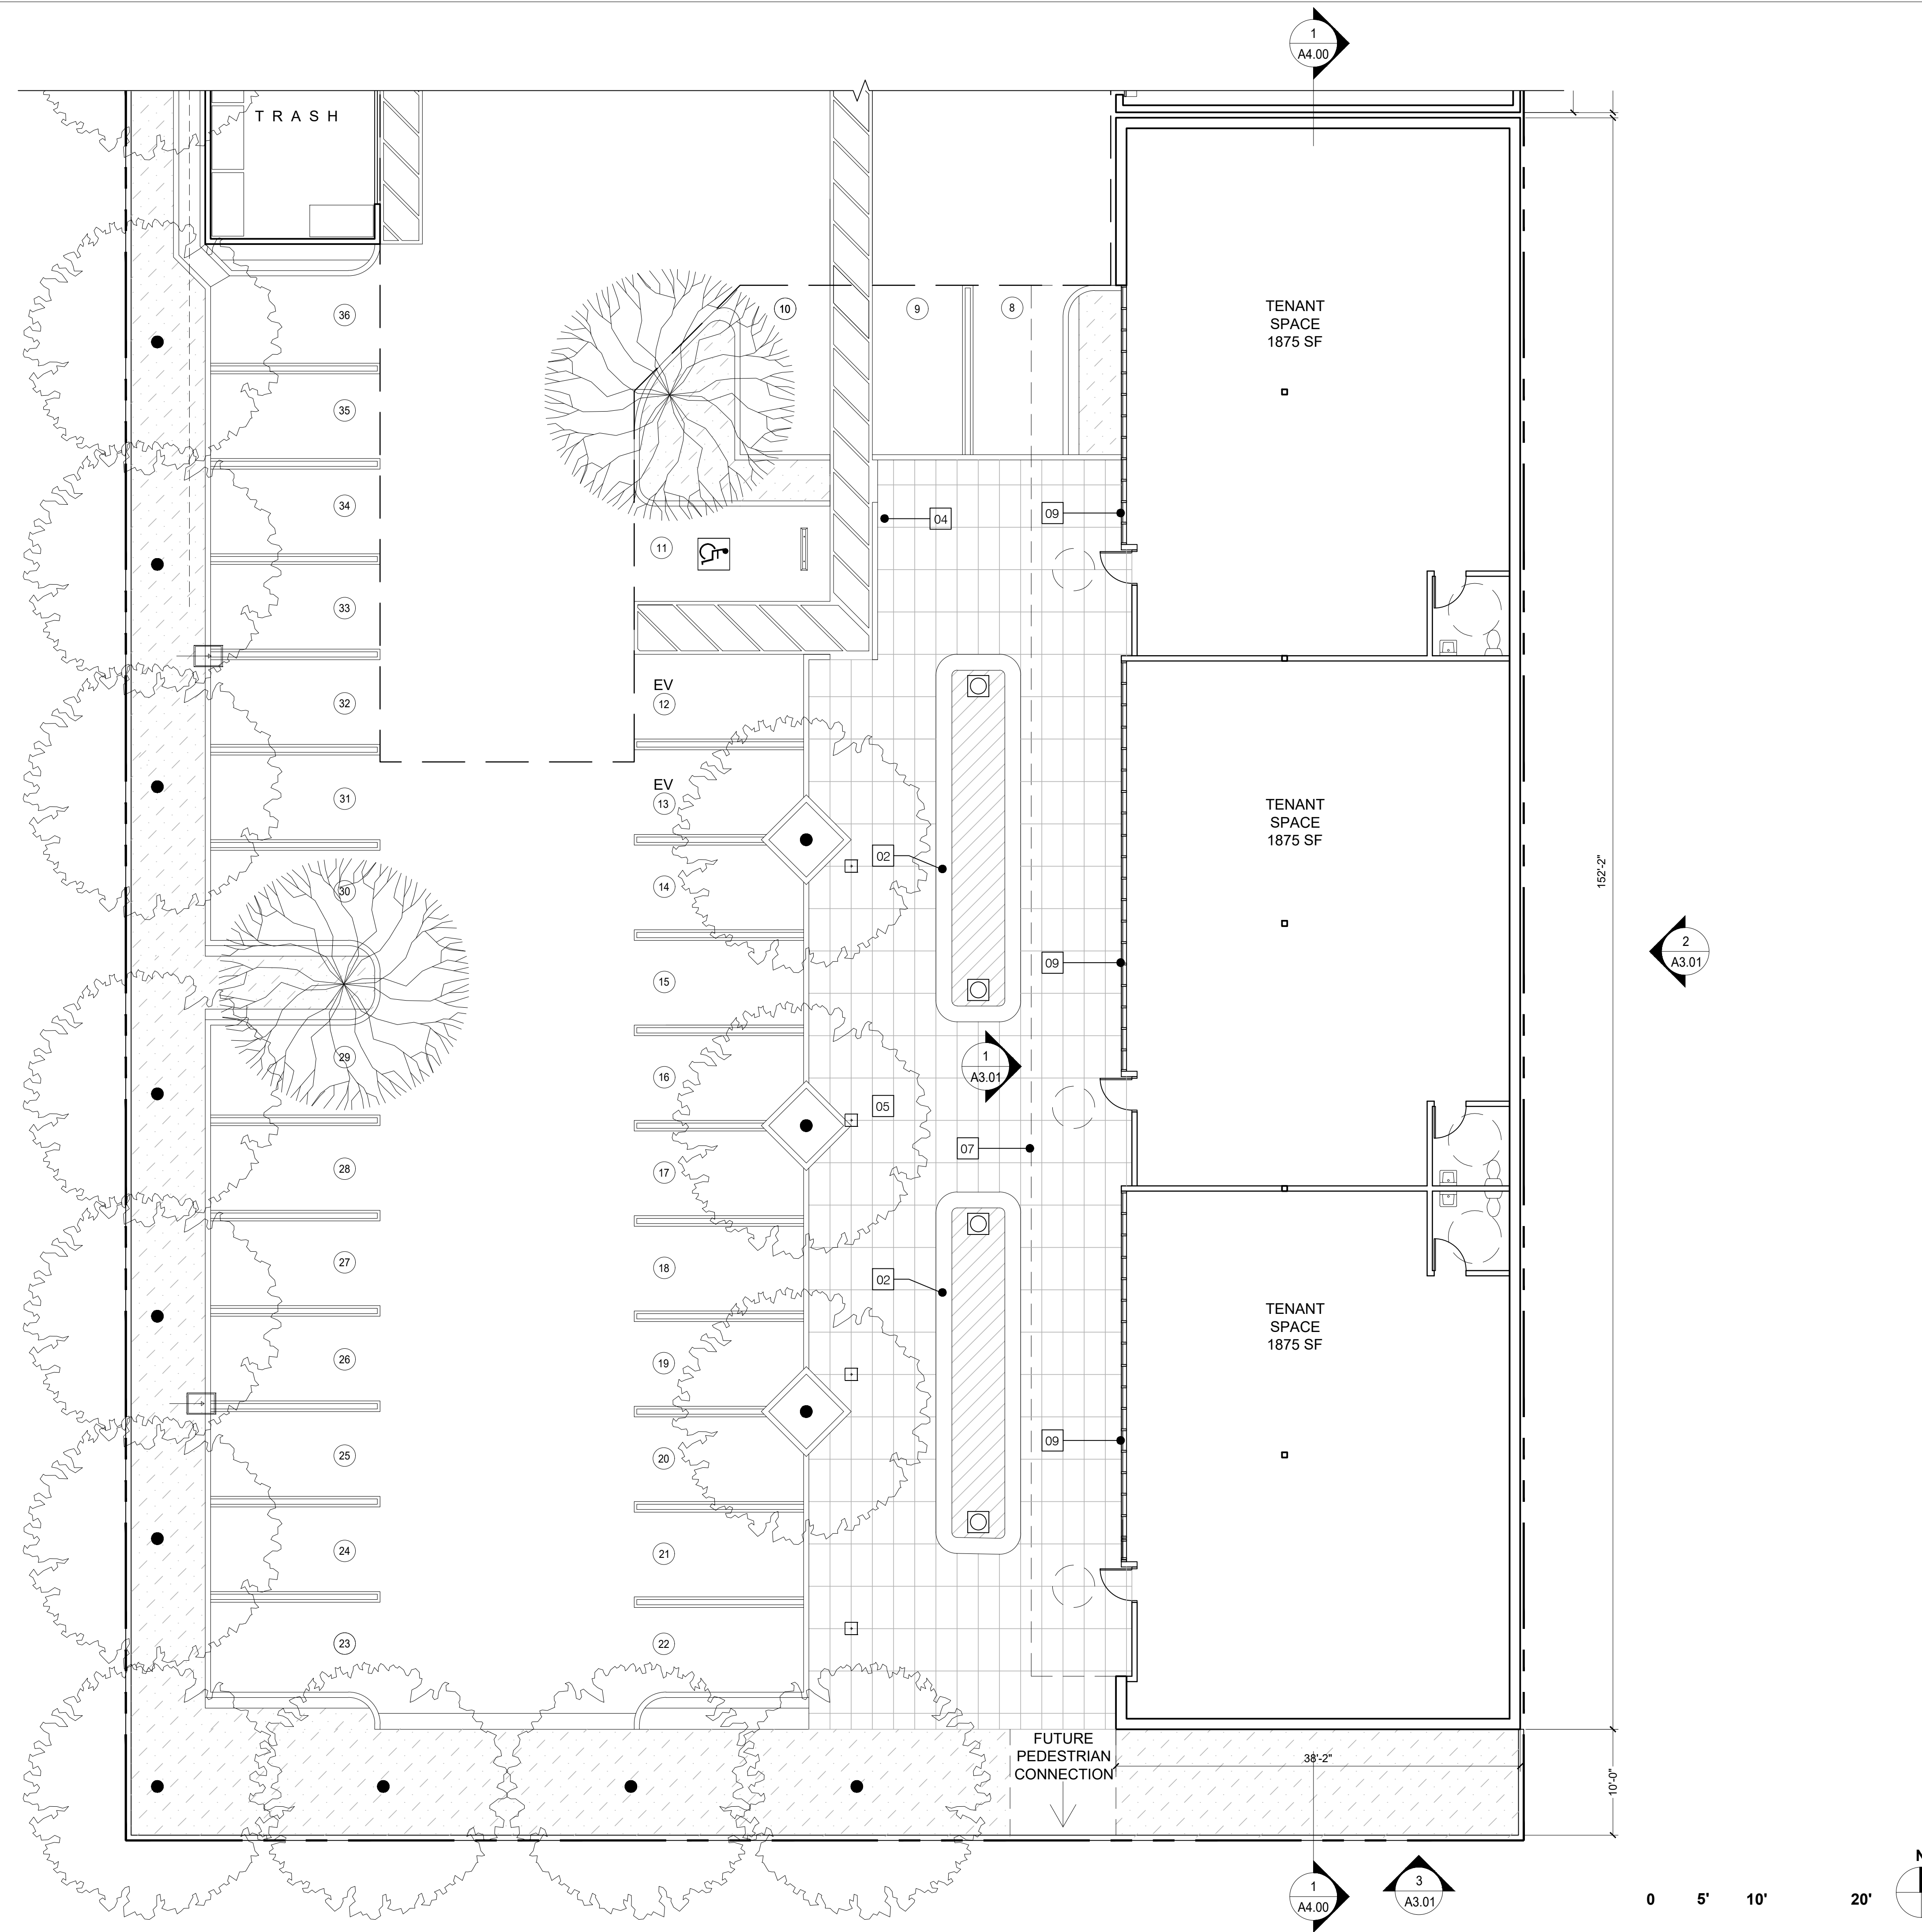 1
A4.00
T R A S H
36
10
9
8
TENANT
SPACE
1875 SF
35
34
04
09
11
33
EV
12
32
EV
13
31
TENANT
SPACE
1875 SF
02
14
30
152'-2"
2
A3.01
09
15
1
A3.01
29
16
05
07
28
17
27
18
02
TENANT
SPACE
1875 SF
26
19
09
25
20
24
21
23
22
FUTURE
PEDESTRIAN
CONNECTION
38'-2"
10'-0"
N
1
A4.00
3
A3.01
0 5' 10' 20'